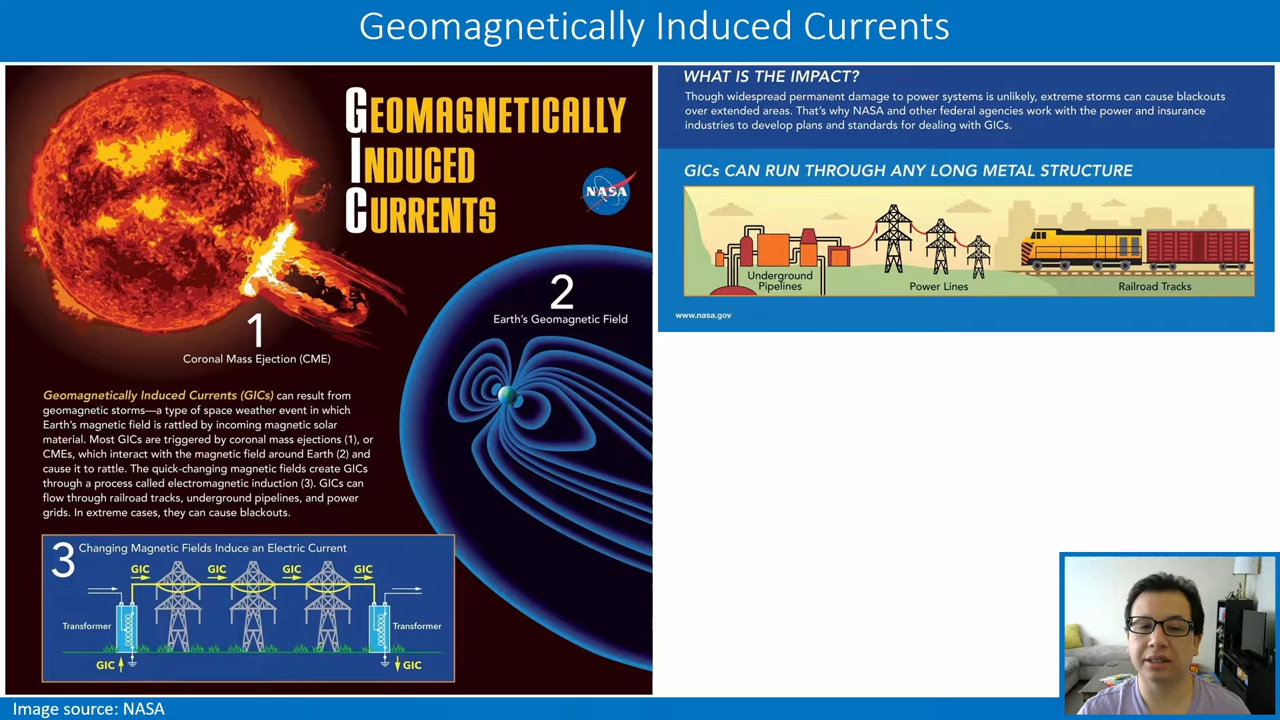 Geomagnetically Induced Currents
GEOMAGNETICALLY
INDUCED
CURRENTS
NASA
1
Coronal Mass Ejection (CME)
2
Earth's Geomagnetic Field
Geomagnetically Induced Currents (GICs) can result from
geomagnetic storms—a type of space weather event in which
Earth's magnetic field is rattled by incoming magnetic solar
material. Most GICs are triggered by coronal mass ejections (1), or
CMEs, which interact with the magnetic field around Earth (2) and
cause it to rattle. The quick-changing magnetic fields create GICs
through a process called electromagnetic induction (3). GICs can
flow through railroad tracks, underground pipelines, and power
grids. In extreme cases, they can cause blackouts.
3 Changing Magnetic Fields Induce an Electric Current
GIC GIC GIC GIC
Transformer Transformer
GIC GIC
WHAT IS THE IMPACT?
Though widespread permanent damage to power systems is unlikely, extreme storms can cause blackouts
over extended areas. That's why NASA and other federal agencies work with the power and insurance
industries to develop plans and standards for dealing with GICs.
GICs CAN RUN THROUGH ANY LONG METAL STRUCTURE
Underground
Pipelines
Power Lines
Railroad Tracks
www.nasa.gov
Image source: NASA